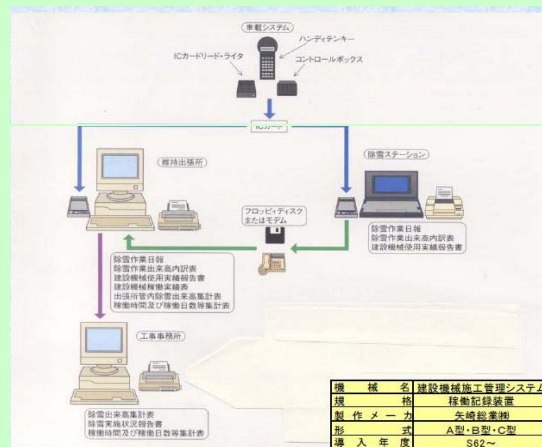 車載システム
ハンディテンキー
ICカードリード・ライタ
コントロールボックス
ICカード
維持出張所
除雪ステーション
フロッピィディスク
またはモデム
除雪作業日報
除雪作業出来高内訳表
建設機械使用実績報告書
除雪作業日報
除雪作業出来高内訳表
建設機械使用実績報告書
建設機械稼働実績表
出張所管内除雪出来高集計表
稼働時間及び稼働日数等集計表
工事事務所
除雪出来高集計表
除雪実施状況報告書
稼働時間及び稼働日数等集計表
機械名 建設機械施工管理システム
規格 稼働記録装置
製作メーカ 矢崎総業㈱
形式 A型・B型・C型
導入年度 S62～